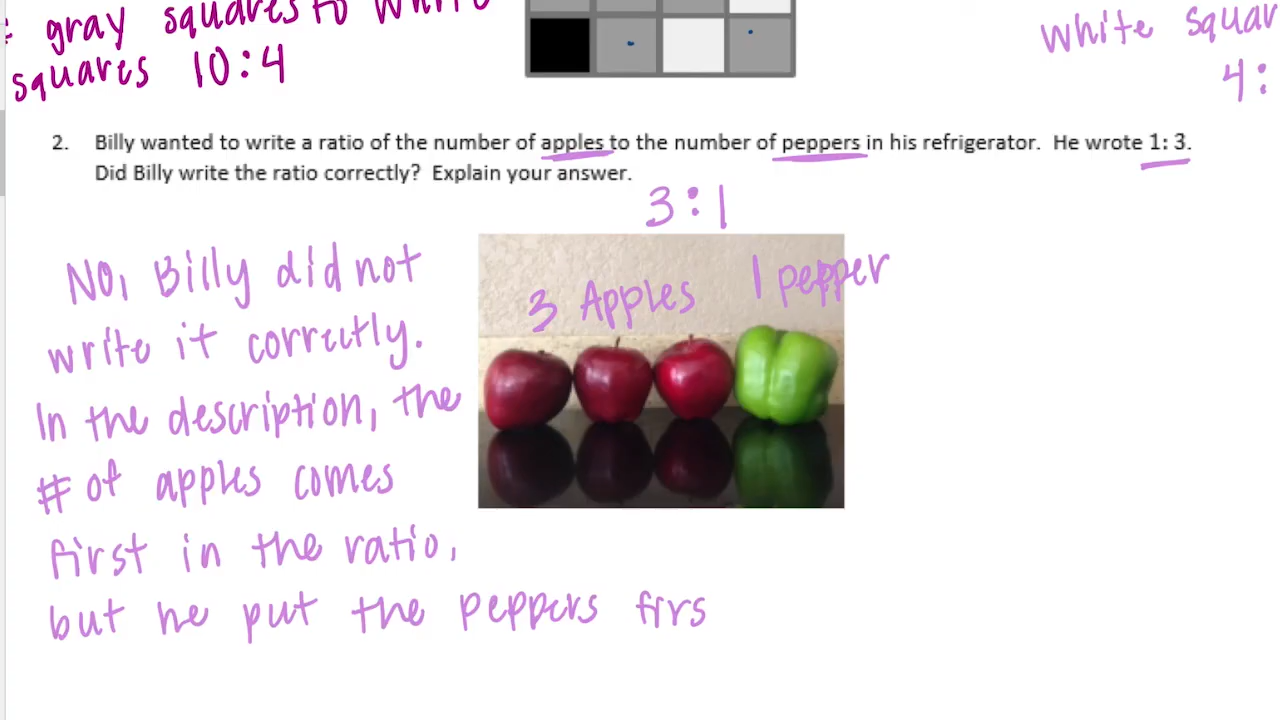 gray squares to white
squares 10:4
white squar
4:
2. Billy wanted to write a ratio of the number of apples to the number of peppers in his refrigerator. He wrote 1: 3.
Did Billy write the ratio correctly? Explain your answer.
3:1
3 Apples 1 pepper
No, Billy did not
write it correctly.
In the description, the
# of apples comes
first in the ratio,
but he put the peppers firs